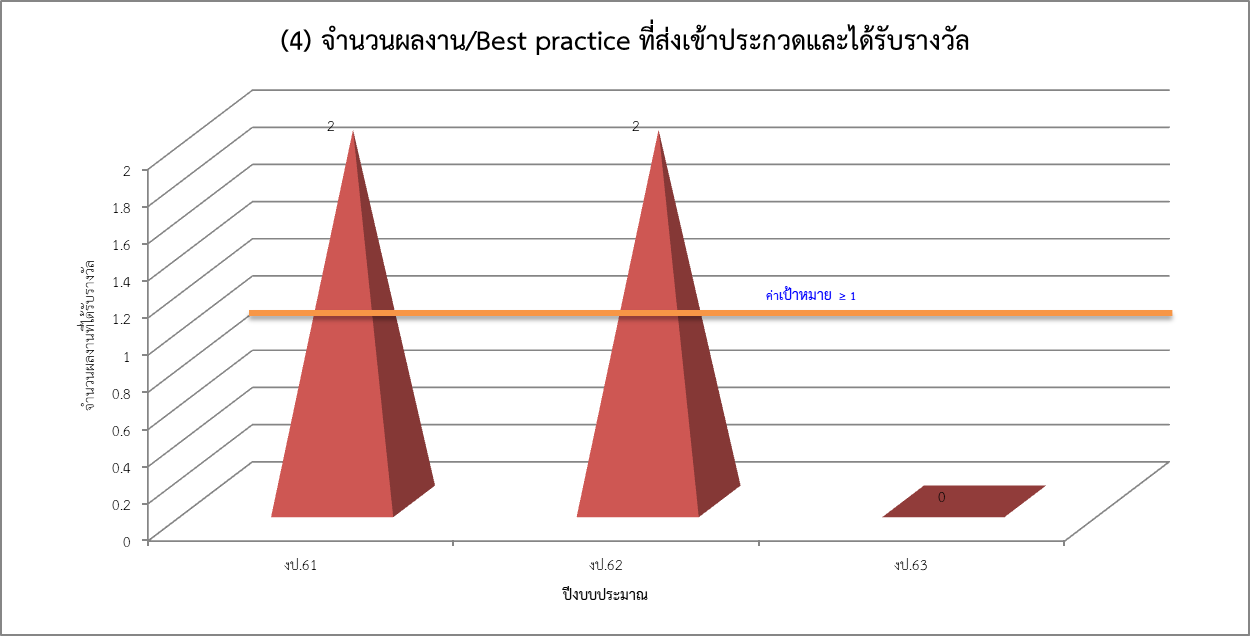 (4) จำนวนผลงาน/Best practice ที่ส่งเข้าประกวดและได้รับรางวัล
2
2
ค่าเป้าหมาย ≥ 1
0
2
1.8
1.6
1.4
1.2
1
0.8
0.6
0.4
0.2
0
จำนวนผลงานที่ได้รับรางวัล
งป.61
งป.62
งป.63
ปีงบประมาณ